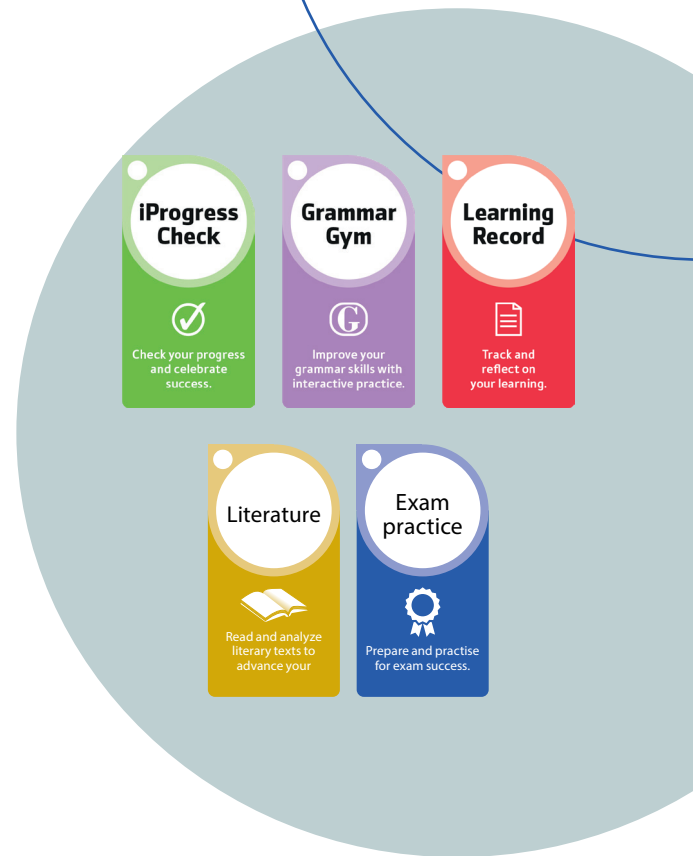 iProgress
Check
Check your progress
and celebrate
success.
Grammar
Gym
G
Improve your
grammar skills with
interactive practice.
Learning
Record
Track and
reflect on
your learning.
Literature
Read and analyze
literary texts to
advance your
Exam
practice
Prepare and practise
for exam success.